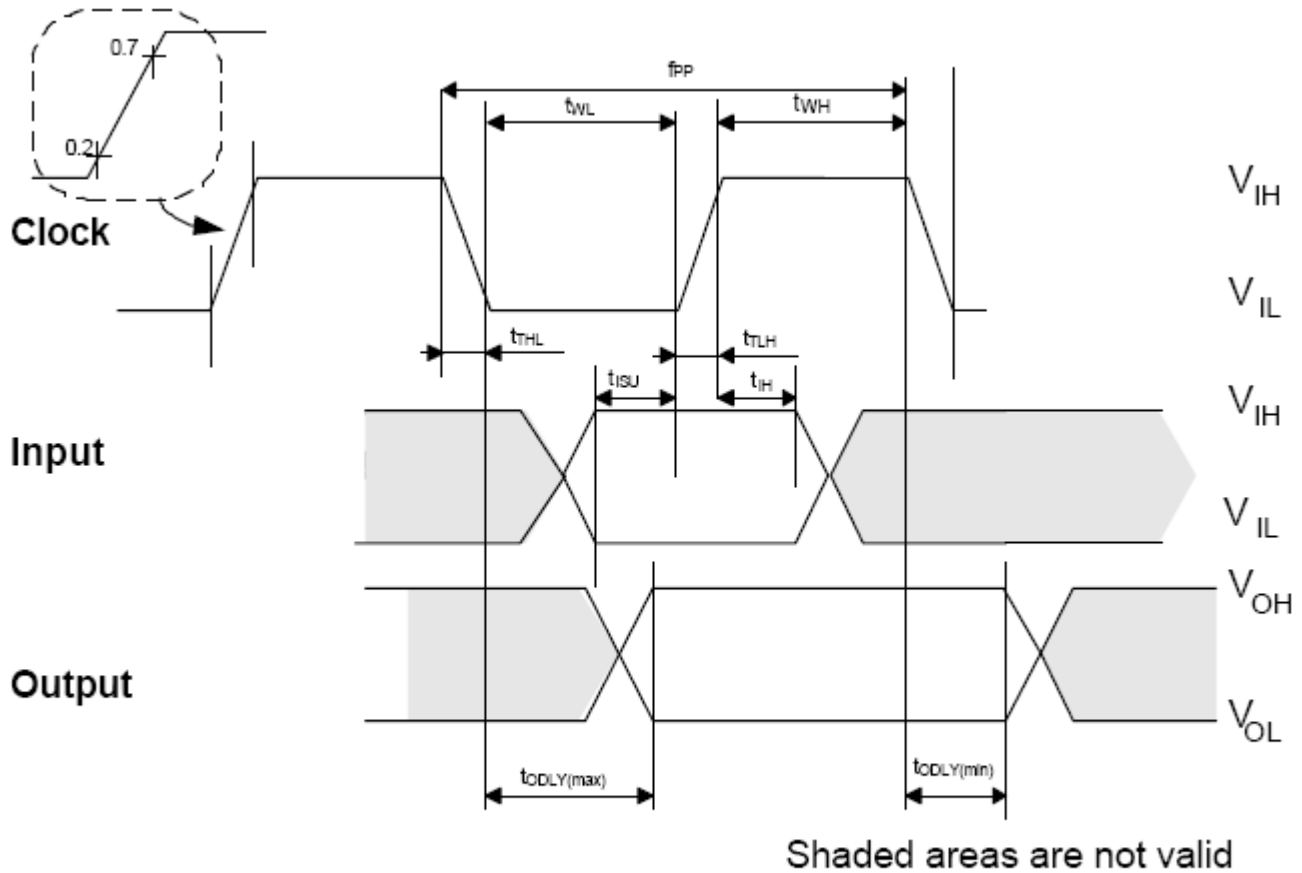 0.7
0.2
fPP
tWL
tWH
Clock
VIH
VIL
tTHL
tTLH
tISU
tIH
Input
VIH
VIL
Output
VOH
VOL
tODLY(max)
tODLY(min)
Shaded areas are not valid